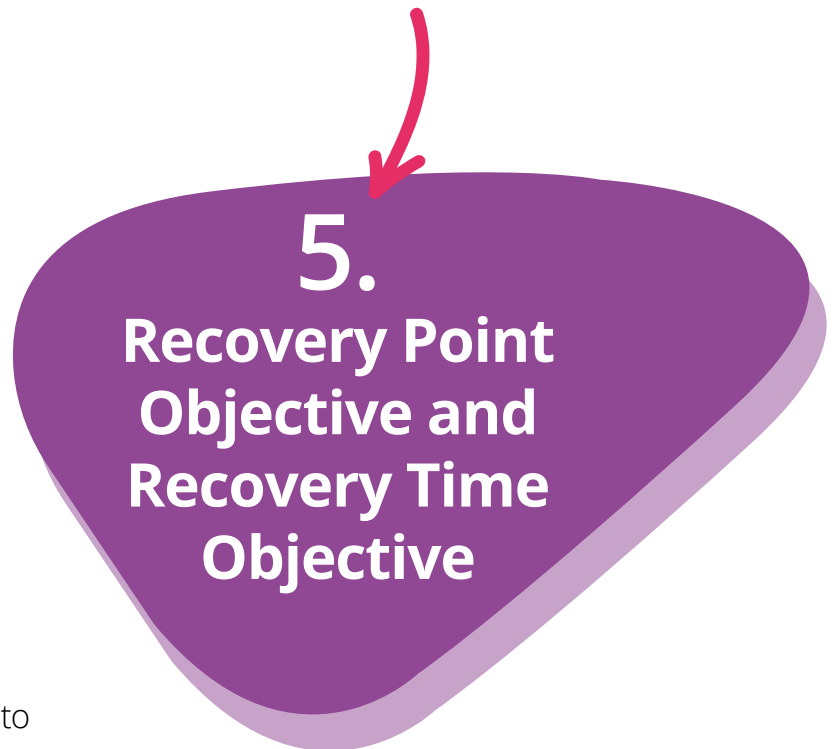 5.
Recovery Point
Objective and
Recovery Time
Objective
to